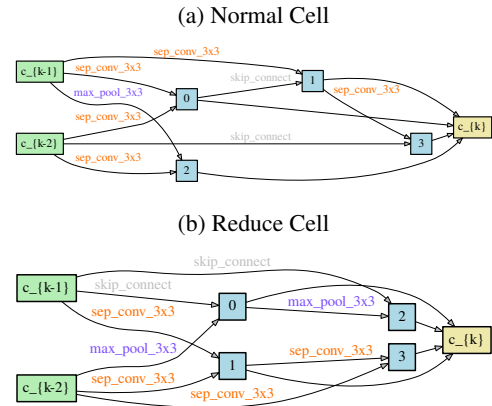 (a) Normal Cell
sep_conv_3x3
c_{k-1}
sep_conv_3x3
1
skip_connect
max_pool_3x3
0
sep_conv_3x3
sep_conv_3x3
c_{k}
c_{k-2}
skip_connect
3
sep_conv_3x3
2
(b) Reduce Cell
skip_connect
c_{k-1}
skip_connect
0
max_pool_3x3
2
sep_conv_3x3
c_{k}
max_pool_3x3
sep_conv_3x3
3
1
c_{k-2}
sep_conv_3x3
sep_conv_3x3